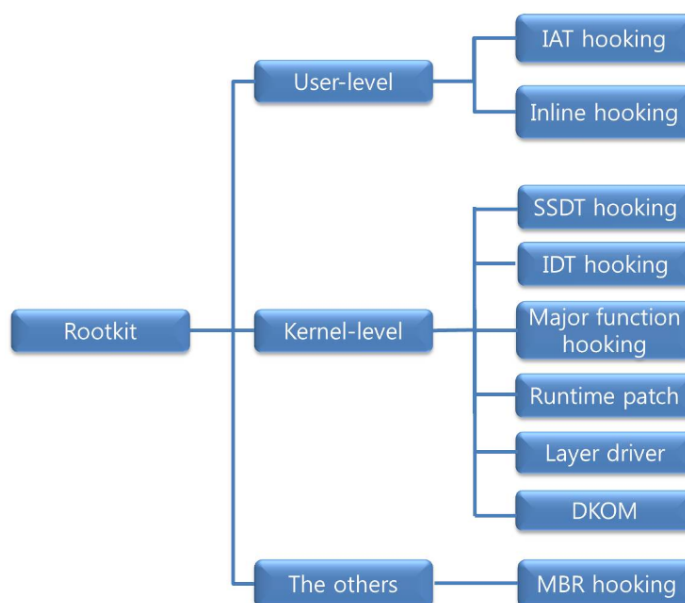 IAT hooking
User-level
Inline hooking
SSDT hooking
IDT hooking
Rootkit
Kernel-level
Major function
hooking
Runtime patch
Layer driver
DKOM
The others
MBR hooking